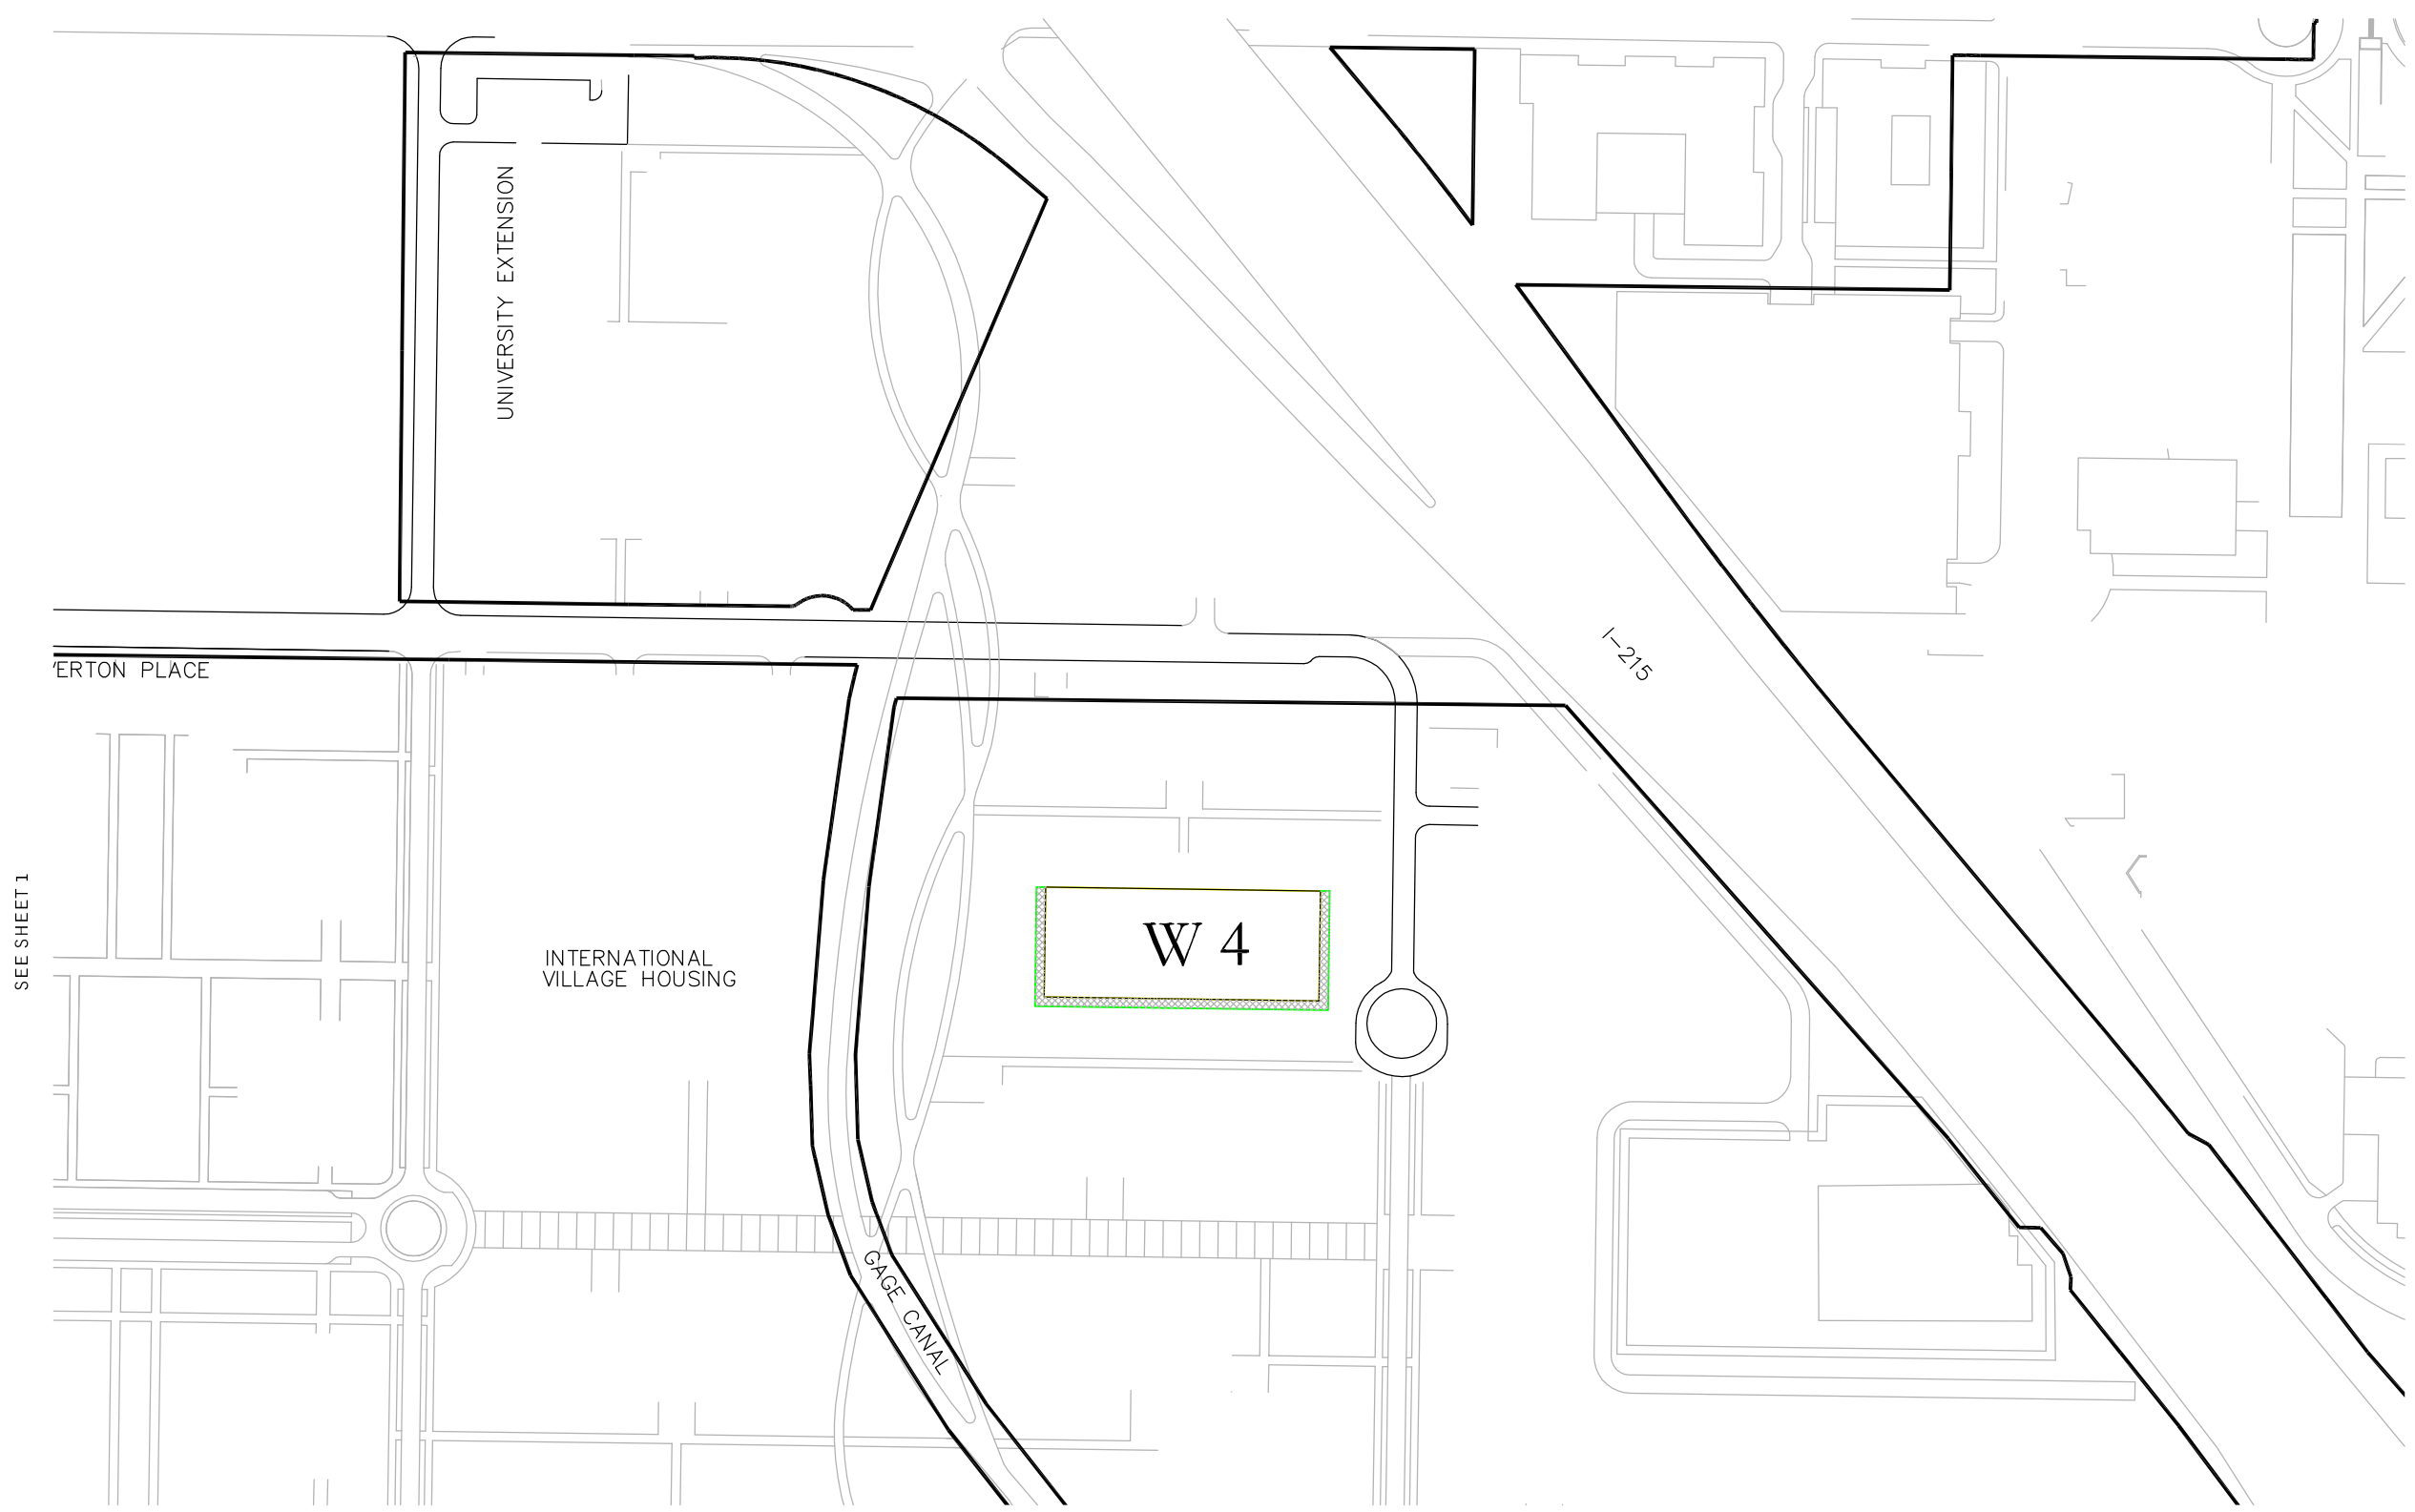 UNIVERSITY EXTENSION
I-215
ERTON PLACE
SEE SHEET 1
W 4
INTERNATIONAL
VILLAGE HOUSING
GAGE CANAL